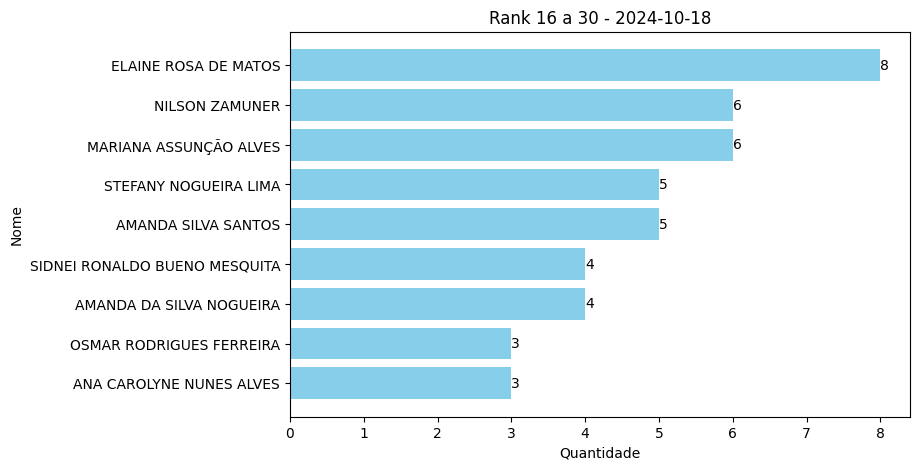 Rank 16 a 30 - 2024-10-18
Nome
ELAINE ROSA DE MATOS 8
NILSON ZAMUNER 6
MARIANA ASSUNÇÃO ALVES 6
STEFANY NOGUEIRA LIMA 5
AMANDA SILVA SANTOS 5
SIDNEI RONALDO BUENO MESQUITA 4
AMANDA DA SILVA NOGUEIRA 4
OSMAR RODRIGUES FERREIRA 3
ANA CAROLYNE NUNES ALVES 3
0 1 2 3 4 5 6 7 8
Quantidade